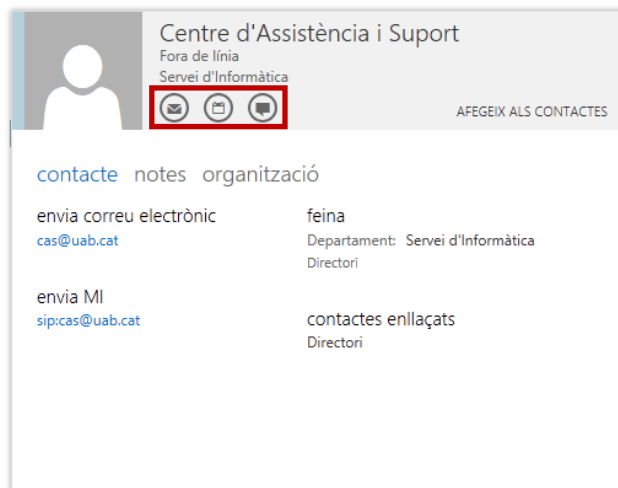 Centre d'Assistència i Suport
Fora de línia
Servei d'Informàtica
AFEGEIX ALS CONTACTES
contacte notes organització
envia correu electrònic
cas@uab.cat
envia MI
sip:cas@uab.cat
feina
Departament: Servei d'Informàtica
Directori
contactes enllaçats
Directori